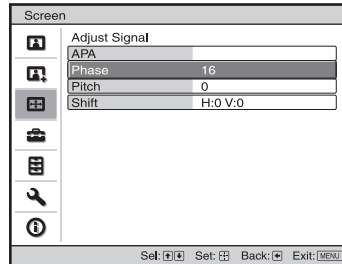 Screen
Adjust Signal
APA
Phase 16
Pitch 0
Shift H:0 V:0
Sel: Set: Back: Exit: MENU